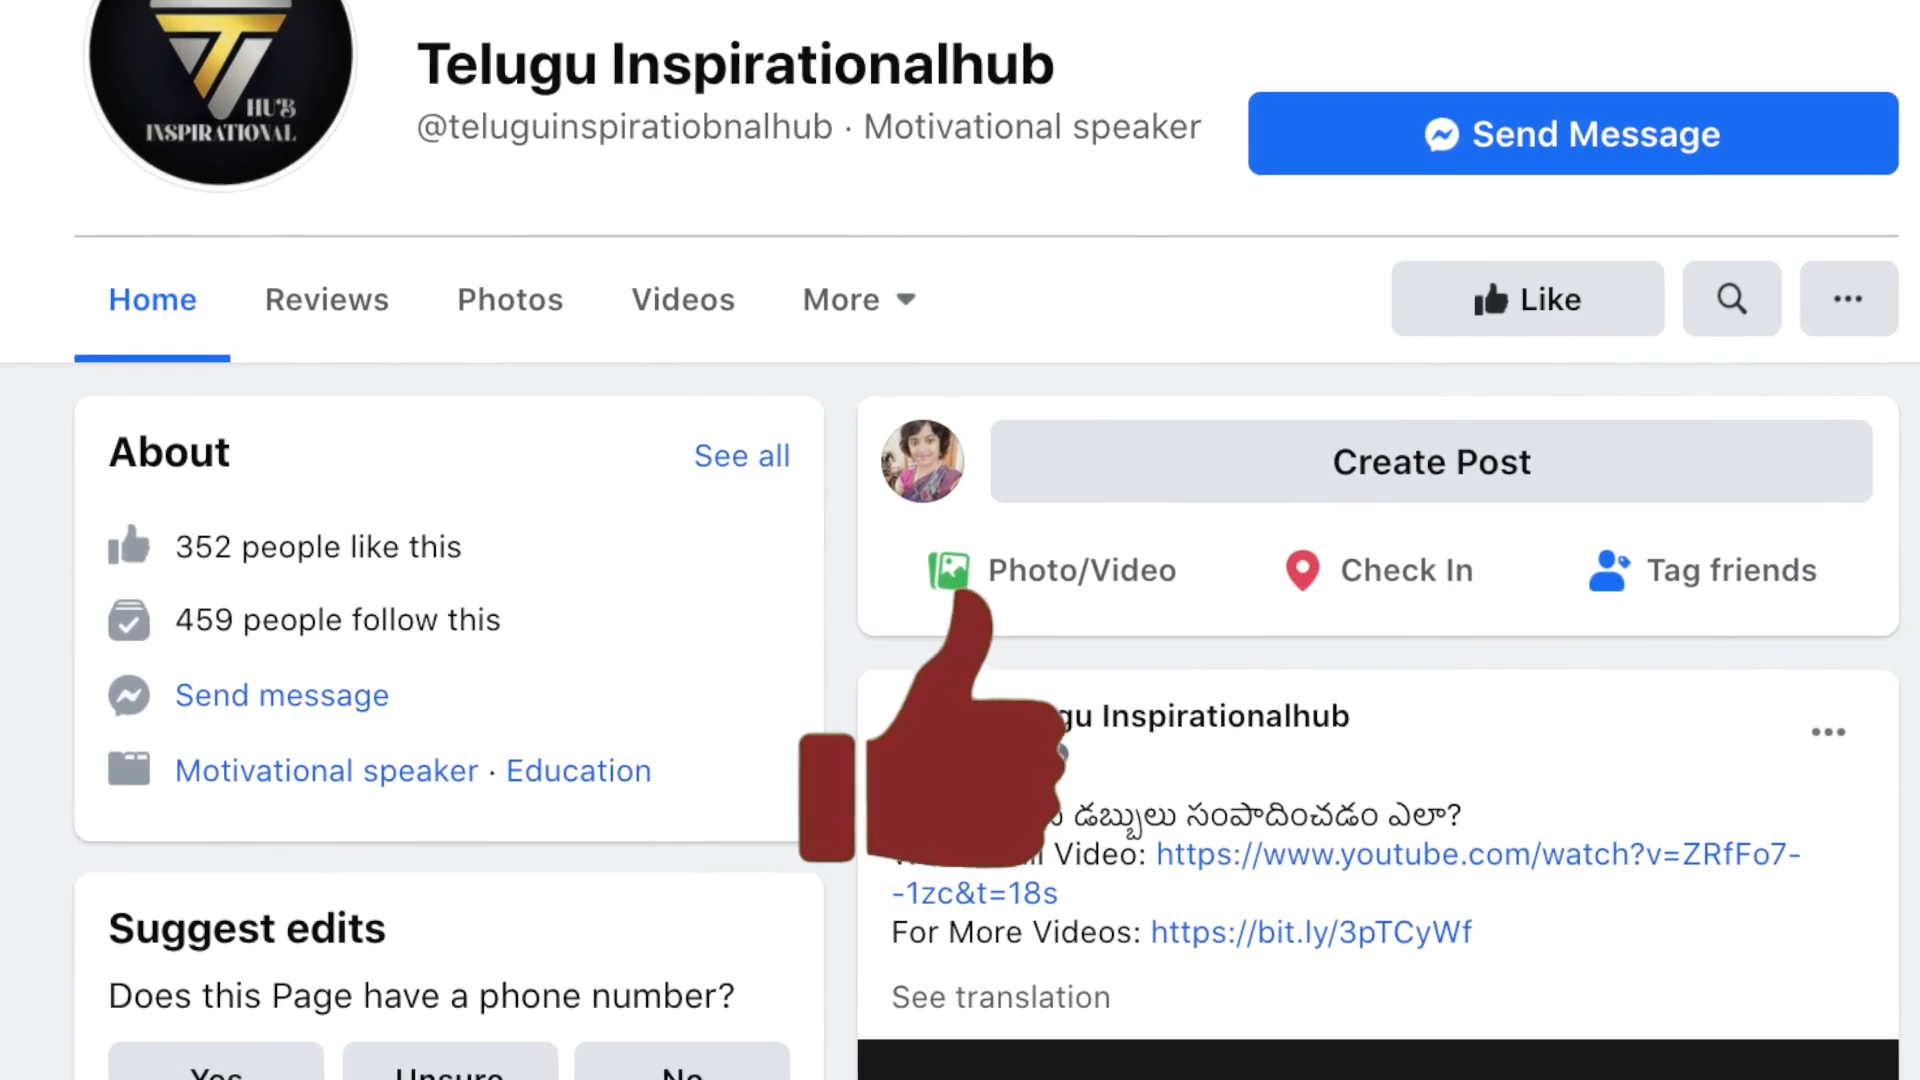 HUB
INSPIRATIONAL
Telugu Inspirationalhub
@teluguinspiratiobnalhub · Motivational speaker
Send Message
Home
Reviews
Photos
Videos
More
Like
About
See all
352 people like this
459 people follow this
Send message
Motivational speaker · Education
Suggest edits
Does this Page have a phone number?
Yes
Unsure
No
Create Post
Photo/Video
Check In
Tag friends
gu Inspirationalhub
డబ్బులు సంపాదించడం ఎలా?
Video: https://www.youtube.com/watch?v=ZRfFo7-
-1zc&t=18s
For More Videos: https://bit.ly/3pTCyWf
See translation